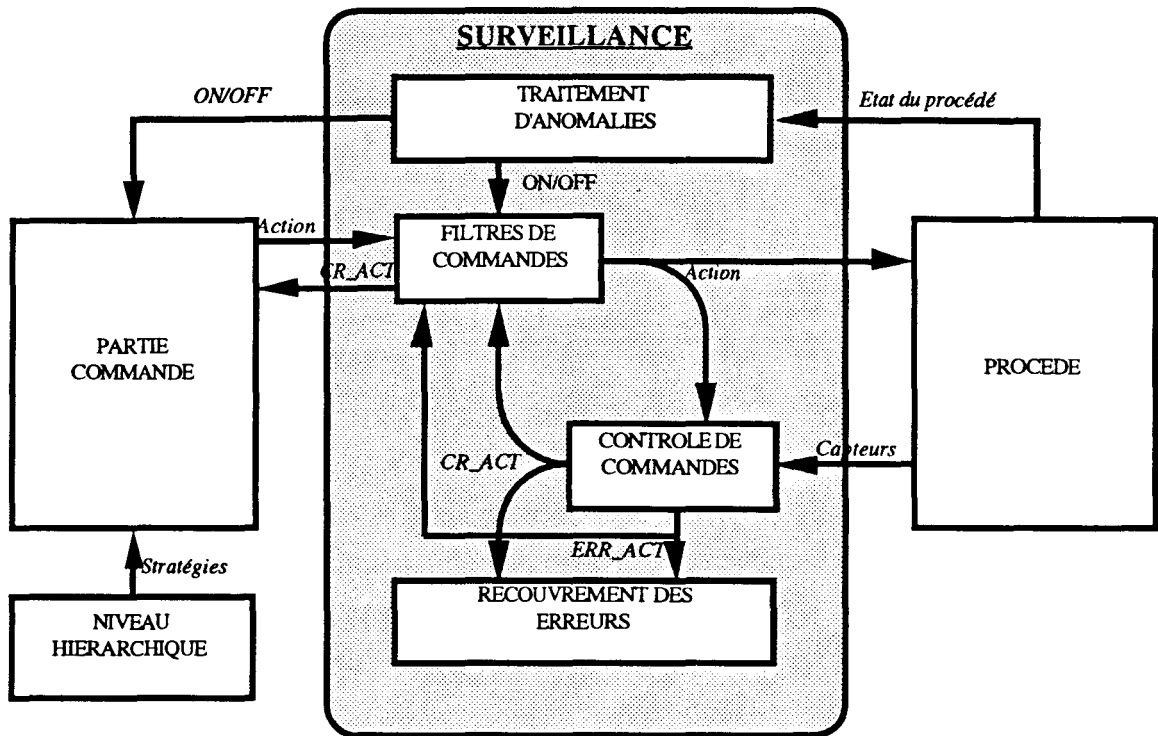 SURVEILLANCE
ON/OFF
TRAITEMENT
D'ANOMALIES
Etat du procédé
ON/OFF
Action
FILTRES DE
COMMANDES
CR_ACT
Action
PARTIE
COMMANDE
PROCEDE
CONTROLE DE
COMMANDES
Capteurs
CR_ACT
ERR_ACT
Stratégies
RECOUVREMENT DES
ERREURS
NIVEAU
HIERARCHIQUE